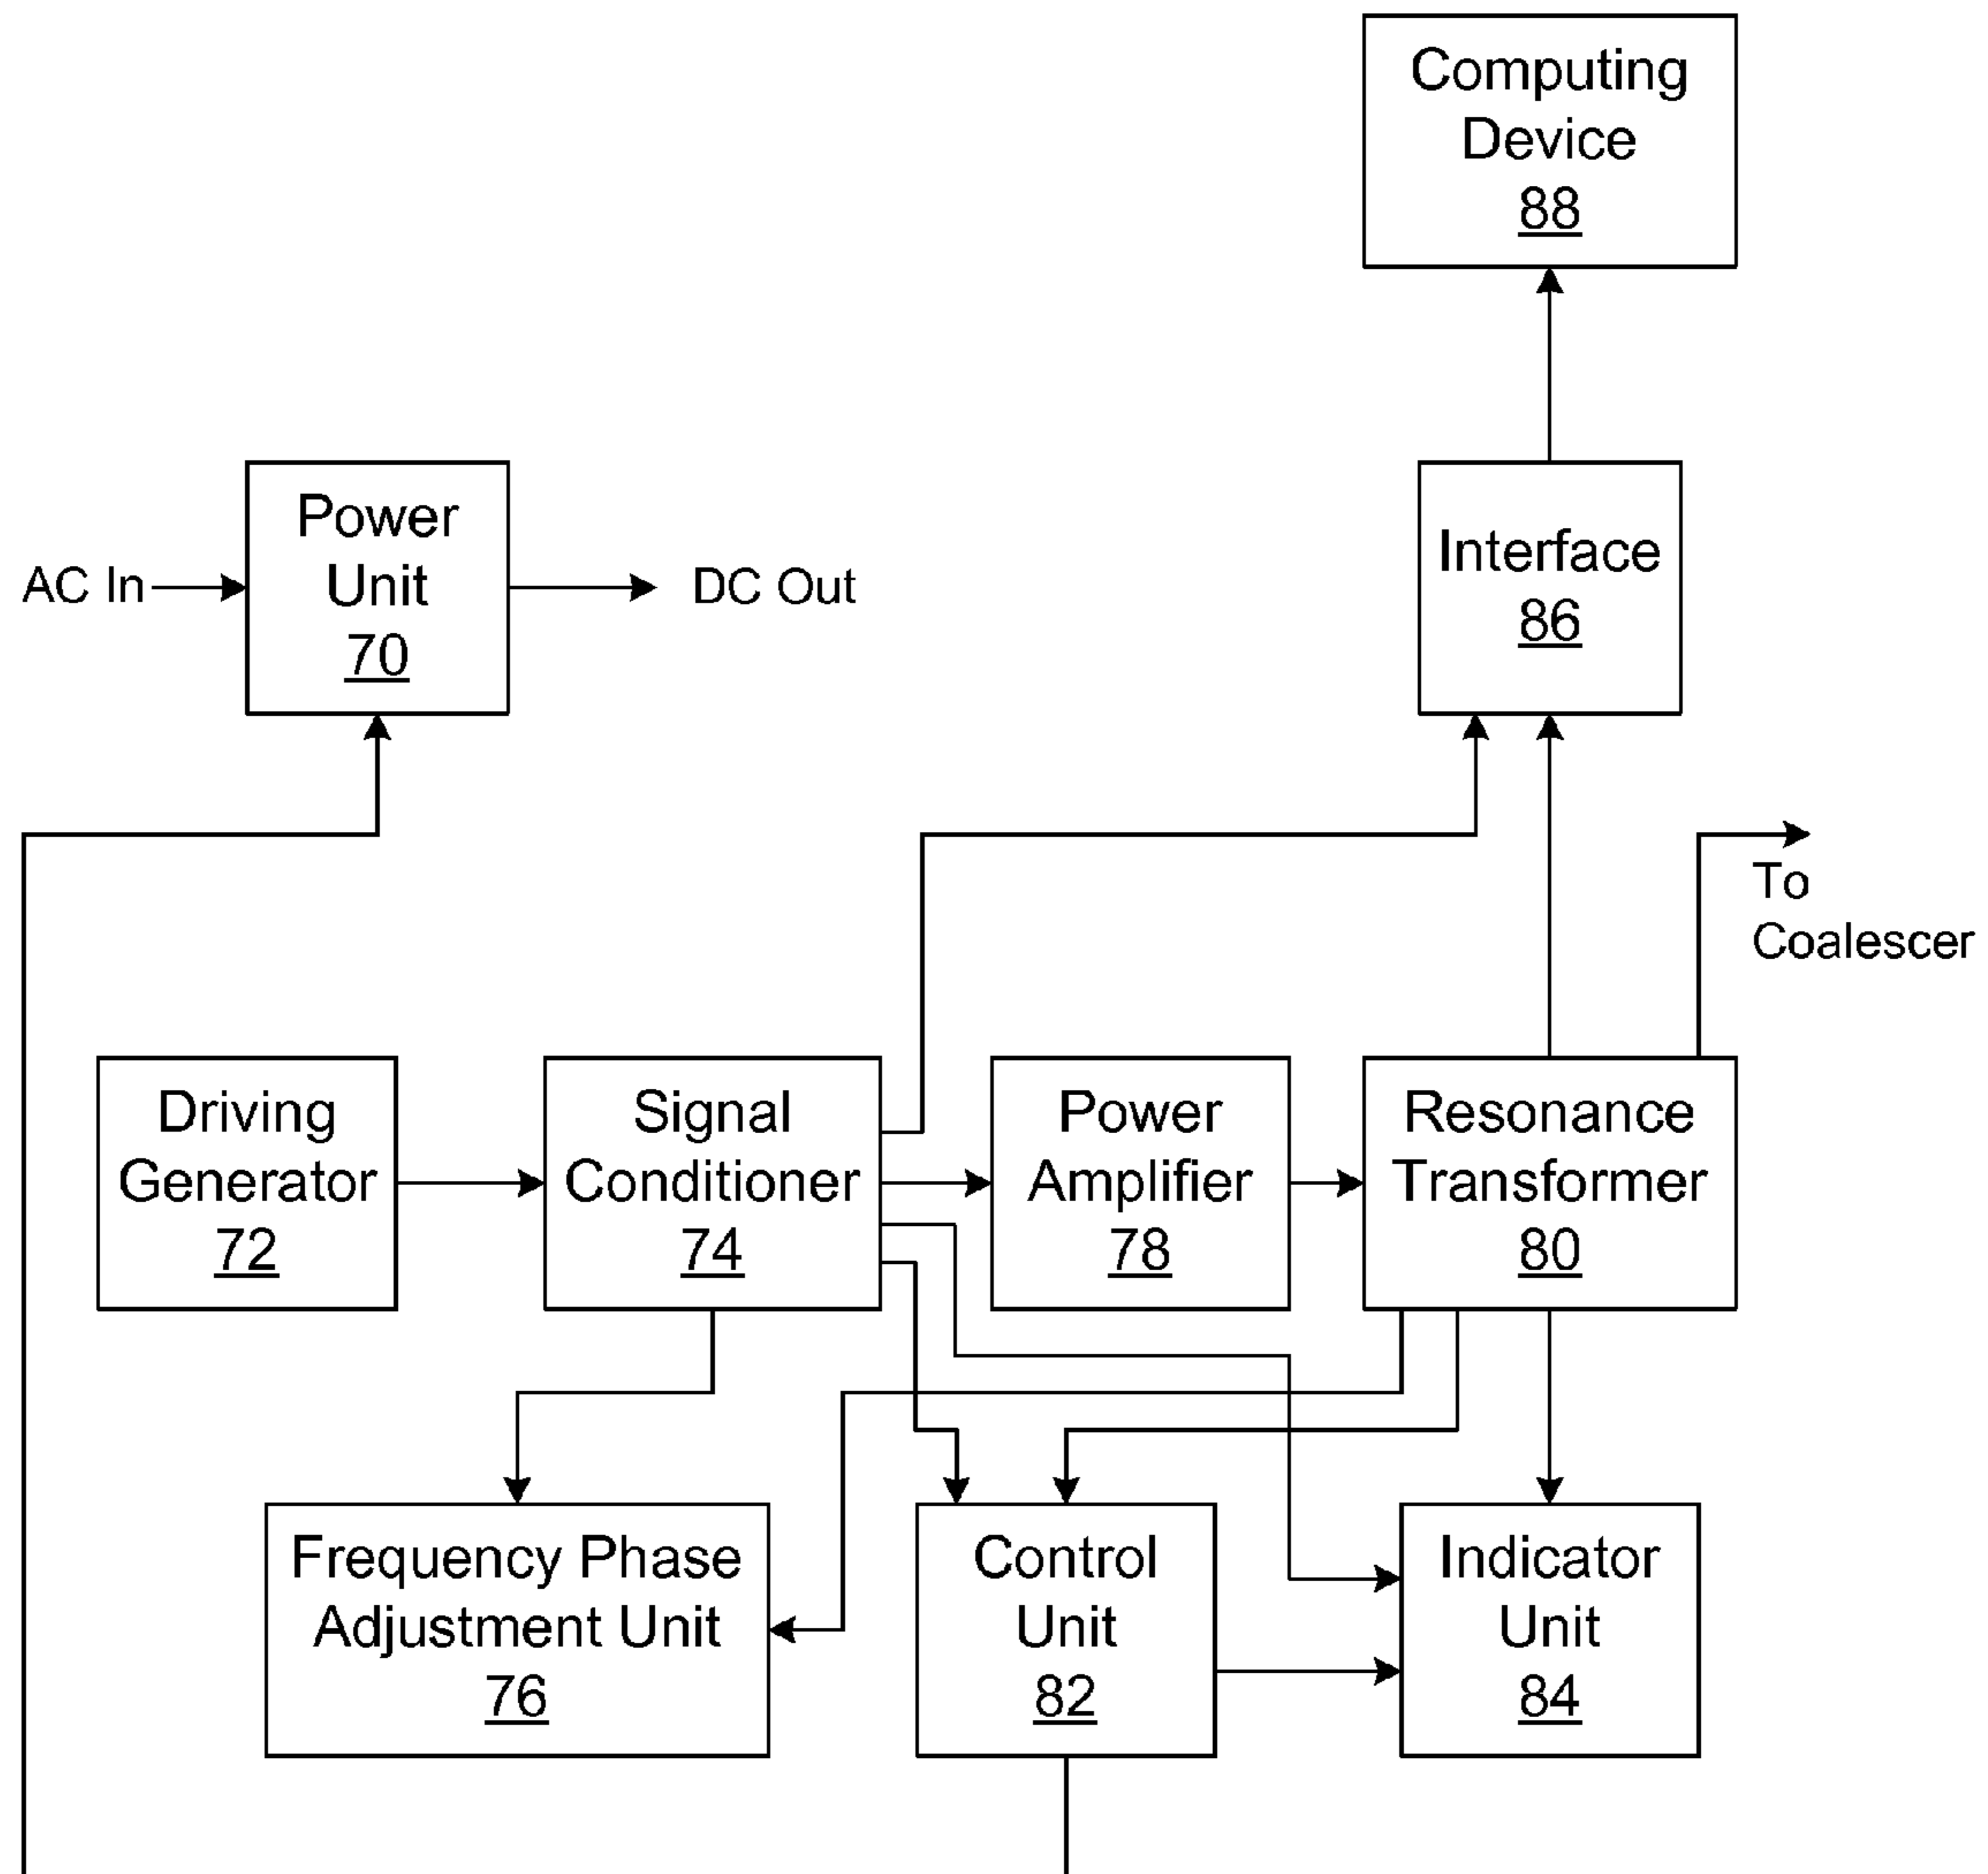 Computing
Device
88
Power
Unit
70
AC In
DC Out
Interface
86
To
Coalescer
Driving
Generator
72
Signal
Conditioner
74
Power
Amplifier
78
Resonance
Transformer
80
Frequency Phase
Adjustment Unit
76
Control
Unit
82
Indicator
Unit
84